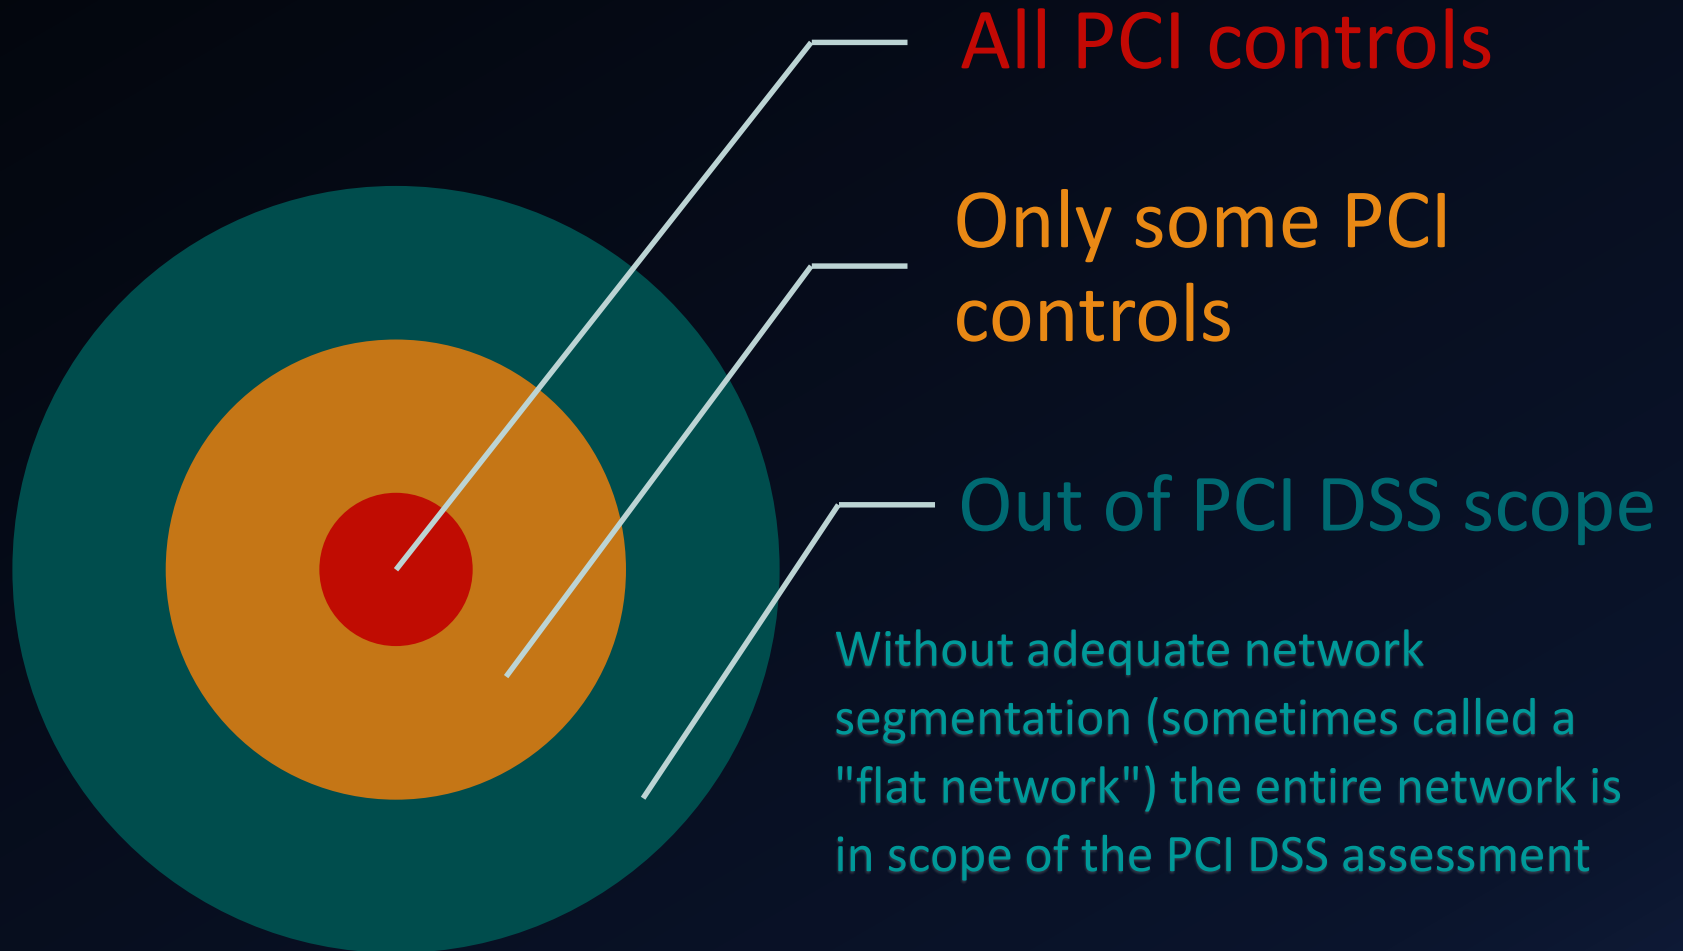 All PCI controls
Only some PCI
controls
Out of PCI DSS scope
Without adequate network
segmentation (sometimes called a
"flat network") the entire network is
in scope of the PCI DSS assessment